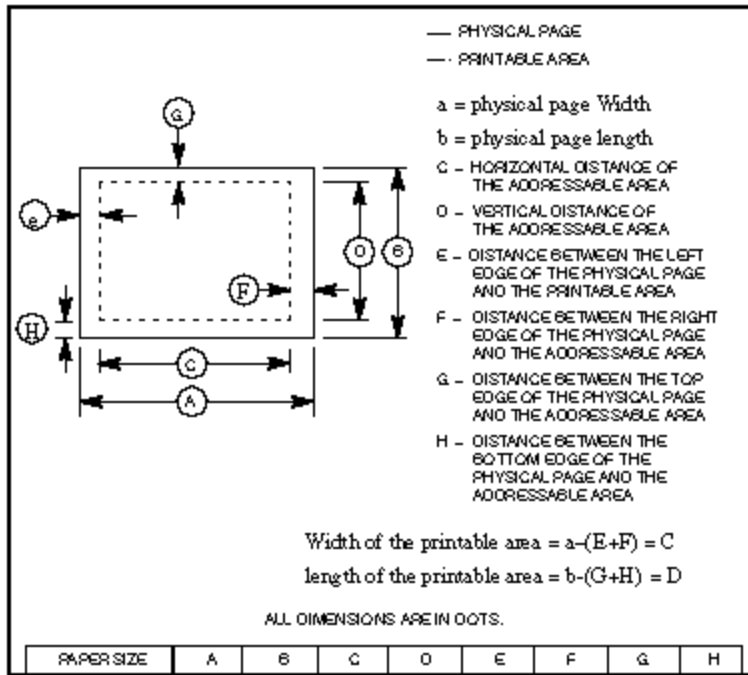 — PHYSICAL PAGE
—· PRINTABLE AREA
a = physical page Width
b = physical page length
C – HORIZONTAL DISTANCE OF
THE ADDRESSABLE AREA
D – VERTICAL DISTANCE OF
THE ADDRESSABLE AREA
E – DISTANCE BETWEEN THE LEFT
EDGE OF THE PHYSICAL PAGE
AND THE PRINTABLE AREA
F – DISTANCE BETWEEN THE RIGHT
EDGE OF THE PHYSICAL PAGE
AND THE ADDRESSABLE AREA
G – DISTANCE BETWEEN THE TOP
EDGE OF THE PHYSICAL PAGE
AND THE ADDRESSABLE AREA
H – DISTANCE BETWEEN THE
BOTTOM EDGE OF THE
PHYSICAL PAGE AND THE
ADDRESSABLE AREA
G
e
D B
F
H
C
A
Width of the printable area = a–(E+F) = C
length of the printable area = b-(G+H) = D
ALL DIMENSIONS ARE IN DOTS.
PAPER SIZE A B C D E F G H